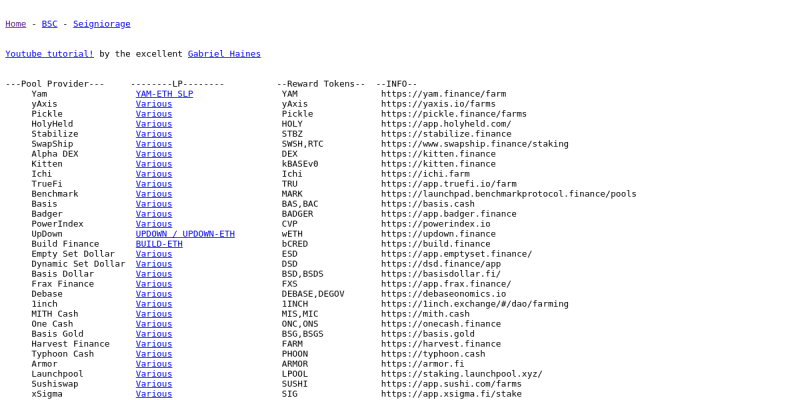 Home - BSC - Seigniorage
Youtube tutorial! by the excellent Gabriel Haines
---Pool Provider---     --------LP--------          --Reward Tokens--  --INFO--
Yam YAM-ETH SLP YAM https://yam.finance/farm
yAxis Various yAxis https://yaxis.io/farms
Pickle Various Pickle https://pickle.finance/farms
HolyHeld Various HOLY https://app.holyheld.com/
Stabilize Various STBZ https://stabilize.finance
SwapShip Various SWSH,RTC https://www.swapship.finance/staking
Alpha DEX Various DEX https://kitten.finance
Kitten Various kBASEv0 https://kitten.finance
Ichi Various Ichi https://ichi.farm
TrueFi Various TRU https://app.truefi.io/farm
Benchmark Various MARK https://launchpad.benchmarkprotocol.finance/pools
Basis Various BAS,BAC https://basis.cash
Badger Various BADGER https://app.badger.finance
PowerIndex Various CVP https://powerindex.io
UpDown UPDOWN / UPDOWN-ETH wETH https://updown.finance
Build Finance BUILD-ETH bCRED https://build.finance
Empty Set Dollar Various ESD https://app.emptyset.finance/
Dynamic Set Dollar Various DSD https://dsd.finance/app
Basis Dollar Various BSD,BSDS https://basisdollar.fi/
Frax Finance Various FXS https://app.frax.finance/
Debase Various DEBASE,DEGOV https://debaseonomics.io
1inch Various 1INCH https://1inch.exchange/#/dao/farming
MITH Cash Various MIS,MIC https://mith.cash
One Cash Various ONC,ONS https://onecash.finance
Basis Gold Various BSG,BSGS https://basis.gold
Harvest Finance Various FARM https://harvest.finance
Typhoon Cash Various PHOON https://typhoon.cash
Armor Various ARMOR https://armor.fi
Launchpool Various LPOOL https://staking.launchpool.xyz/
Sushiswap Various SUSHI https://app.sushi.com/farms
xSigma Various SIG https://app.xsigma.fi/stake